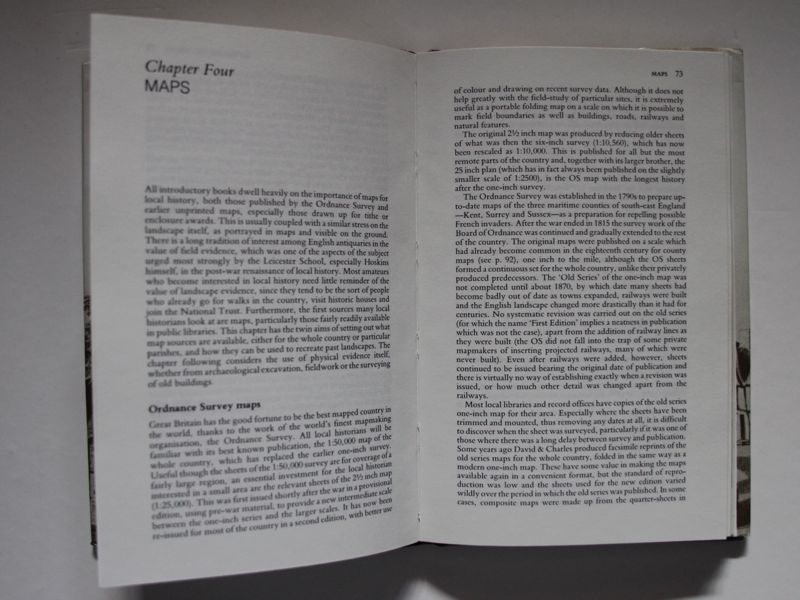 Chapter Four
MAPS
All introductory books dwell heavily on the importance of maps for
local history, both those published by the Ordnance Survey and
earlier unprinted maps, especially those drawn up for tithe or
enclosure awards. This is usually coupled with a similar stress on the
landscape itself, as portrayed in maps and visible on the ground.
There is a long tradition of interest among English antiquaries in the
value of field evidence, which was one of the aspects of the subject
urged most strongly by the Leicester School, especially Hoskins
himself, in the post-war renaissance of local history. Most amateurs
who become interested in local history need little reminder of the
value of landscape evidence, since they tend to be the sort of people
who already go for walks in the country, visit historic houses and
join the National Trust. Furthermore, the first sources many local
historians look at are maps, particularly those fairly readily available
in public libraries. This chapter has the twin aims of setting out what
map sources are available, either for the whole country or particular
parishes, and how they can be used to recreate past landscapes. The
chapter following considers the use of physical evidence itself,
whether from archaeological excavation, fieldwork or the surveying
of old buildings.
Ordnance Survey maps
Great Britain has the good fortune to be the best mapped country in
the world, thanks to the work of the world's finest mapmaking
organisation, the Ordnance Survey. All local historians will be
familiar with its best known publication, the 1:50,000 map of the
whole country, which has replaced the earlier one-inch survey.
Useful though the sheets of the 1:50,000 survey are for coverage of a
fairly large region, an essential investment for the local historian
interested in a small area are the relevant sheets of the 2½ inch map
(1:25,000). This was first issued shortly after the war in a provisional
edition, using pre-war material, to provide a new intermediate scale
between the one-inch series and the larger scales. It has now been
re-issued for most of the country in a second edition, with better use
MAPS 73
of colour and drawing on recent survey data. Although it does not
help greatly with the field-study of particular sites, it is extremely
useful as a portable folding map on a scale on which it is possible to
mark field boundaries as well as buildings, roads, railways and
natural features.
The original 2½ inch map was produced by reducing older sheets
of what was then the six-inch survey (1:10,560), which has now
been rescaled as 1:10,000. This is published for all but the most
remote parts of the country and, together with its larger brother, the
25 inch plan (which has in fact always been published on the slightly
smaller scale of 1:2500), is the OS map with the longest history
after the one-inch survey.
The Ordnance Survey was established in the 1790s to prepare up-
to-date maps of the three maritime counties of south-east England
—Kent, Surrey and Sussex—as a preparation for repelling possible
French invaders. After the war ended in 1815 the survey work of the
Board of Ordnance was continued and gradually extended to the rest
of the country. The original maps were published on a scale which
had already become common in the eighteenth century for county
maps (see p. 92), one inch to the mile, although the OS sheets
formed a continuous set for the whole country, unlike their privately
produced predecessors. The 'Old Series' of the one-inch map was
not completed until about 1870, by which date many sheets had
become badly out of date as towns expanded, railways were built
and the English landscape changed more drastically than it had for
centuries. No systematic revision was carried out on the old series
(for which the name 'First Edition' implies a neatness in publication
which was not the case), apart from the addition of railway lines as
they were built (the OS did not fall into the trap of some private
mapmakers of inserting projected railways, many of which were
never built). Even after railways were added, however, sheets
continued to be issued bearing the original date of publication and
there is virtually no way of establishing exactly when a revision was
issued, or how much other detail was changed apart from the
railways.
Most local libraries and record offices have copies of the old series
one-inch map for their area. Especially where the sheets have been
trimmed and mounted, thus removing any dates at all, it is difficult
to discover when the sheet was surveyed, particularly if it was one of
those where there was a long delay between survey and publication.
Some years ago David & Charles produced facsimile reprints of the
old series maps for the whole country, folded in the same way as a
modern one-inch map. These have some value in making the maps
available again in a convenient format, but the standard of repro-
duction was low and the sheets used for the new edition varied
wildly over the period in which the old series was published. In some
cases, composite maps were made up from the quarter-sheets in